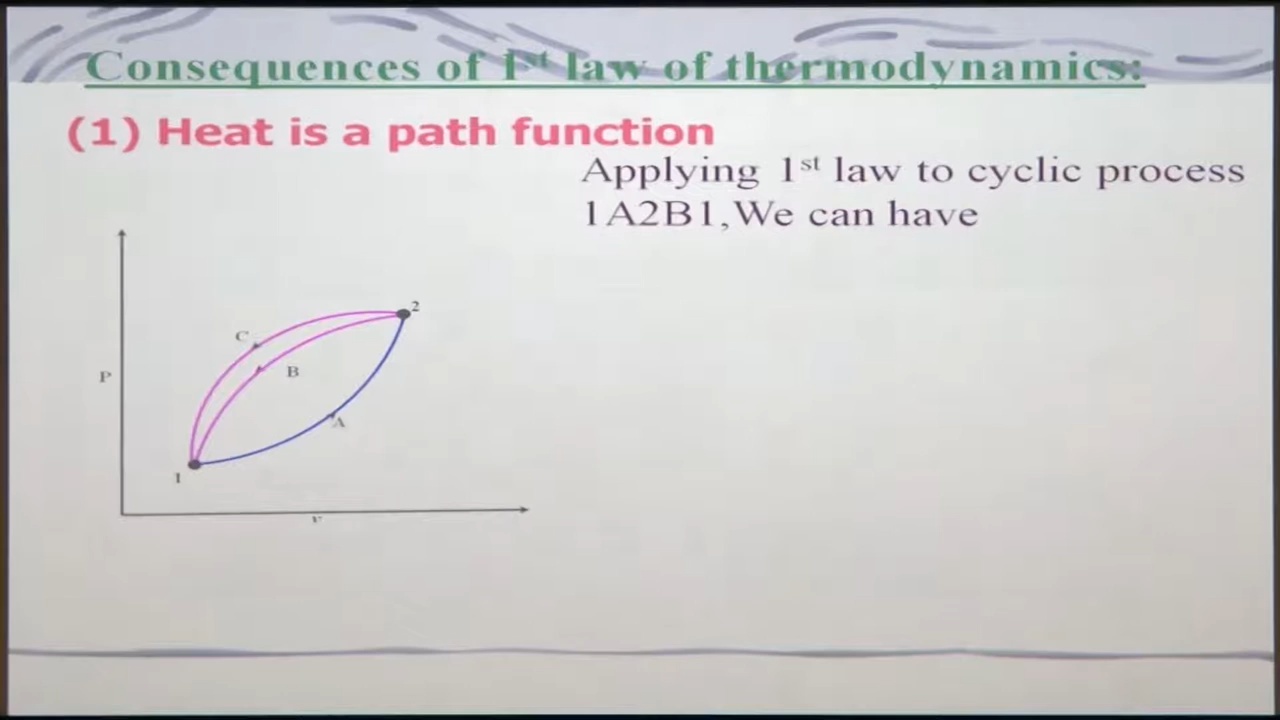 Consequences of 1st law of thermodynamics:
(1) Heat is a path function
Applying 1st law to cyclic process
1A2B1,We can have
2
C
B
P
A
1
v